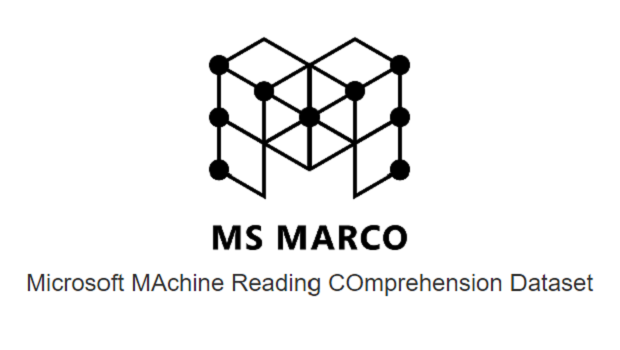 MS MARCO
Microsoft MAchine Reading COmprehension Dataset